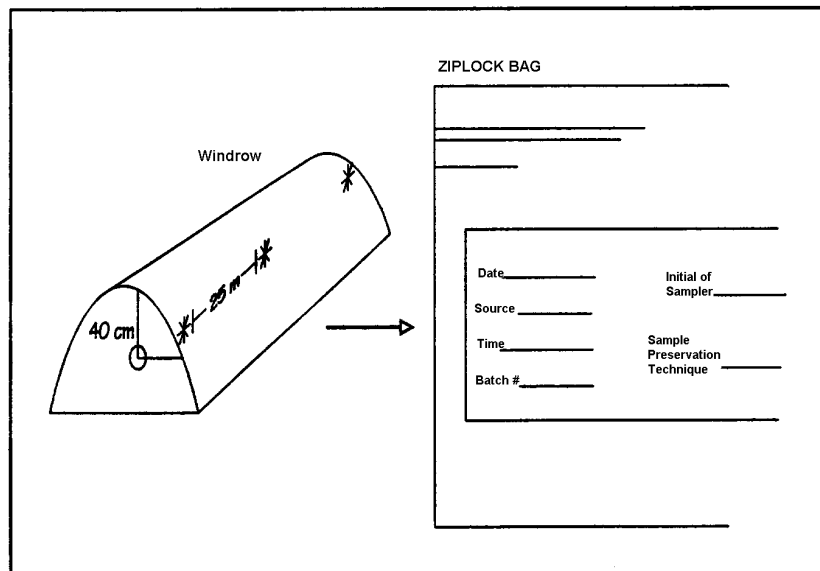 ZIPLOCK BAG
Windrow
25 m
40 cm
Date
Initial of
Sampler
Source
Time
Sample
Preservation
Technique
Batch #